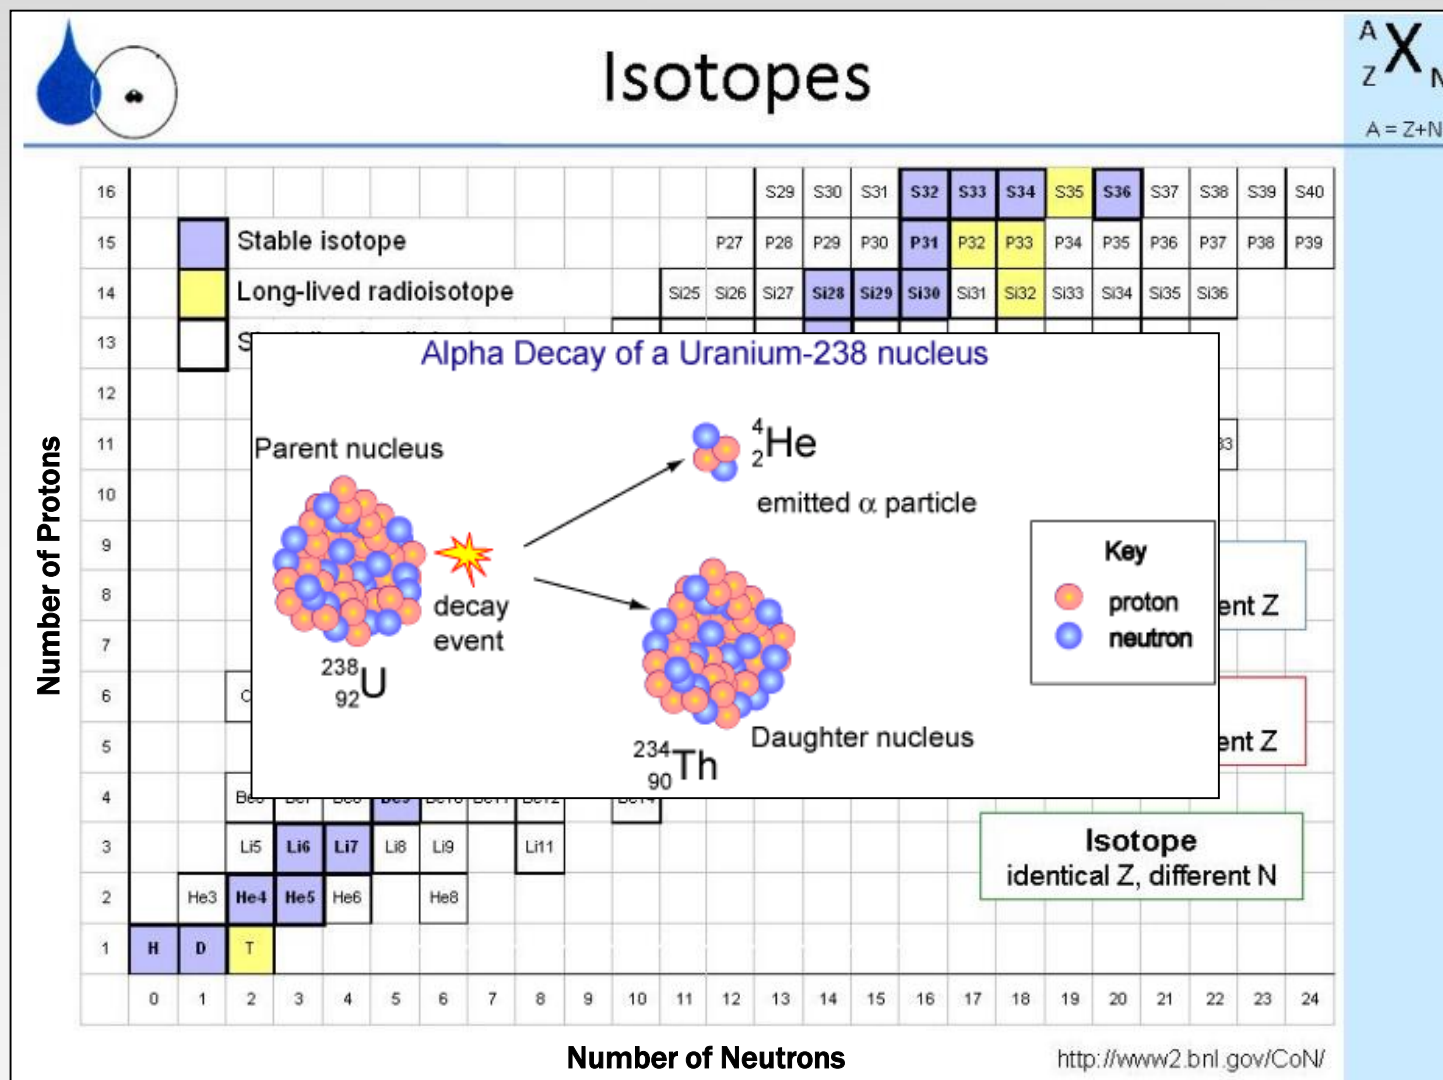 Isotopes
A
X
Z
N
A = Z+N
16 S29 S30 S31 S32 S33 S34 S35 S36 S37 S38 S39 S40
Stable isotope
15 P27 P28 P29 P30 P31 P32 P33 P34 P35 P36 P37 P38 P39
Long-lived radioisotope
14 Si25 Si26 Si27 Si28 Si29 Si30 Si31 Si32 Si33 Si34 Si35 Si36
13
12
11
10
9
8
7
6
5
4
Alpha Decay of a Uranium-238 nucleus
Parent nucleus
4
2 He
emitted α particle
decay
event
238
92 U
234
90 Th
Daughter nucleus
Key
proton
neutron
ent Z
ent Z
3 Li5 Li6 Li7 Li8 Li9 Li11
Isotope
identical Z, different N
2 He3 He4 He5 He6 He8
1 H D T
0 1 2 3 4 5 6 7 8 9 10 11 12 13 14 15 16 17 18 19 20 21 22 23 24
Number of Protons
Number of Neutrons
http://www2.bnl.gov/CoN/